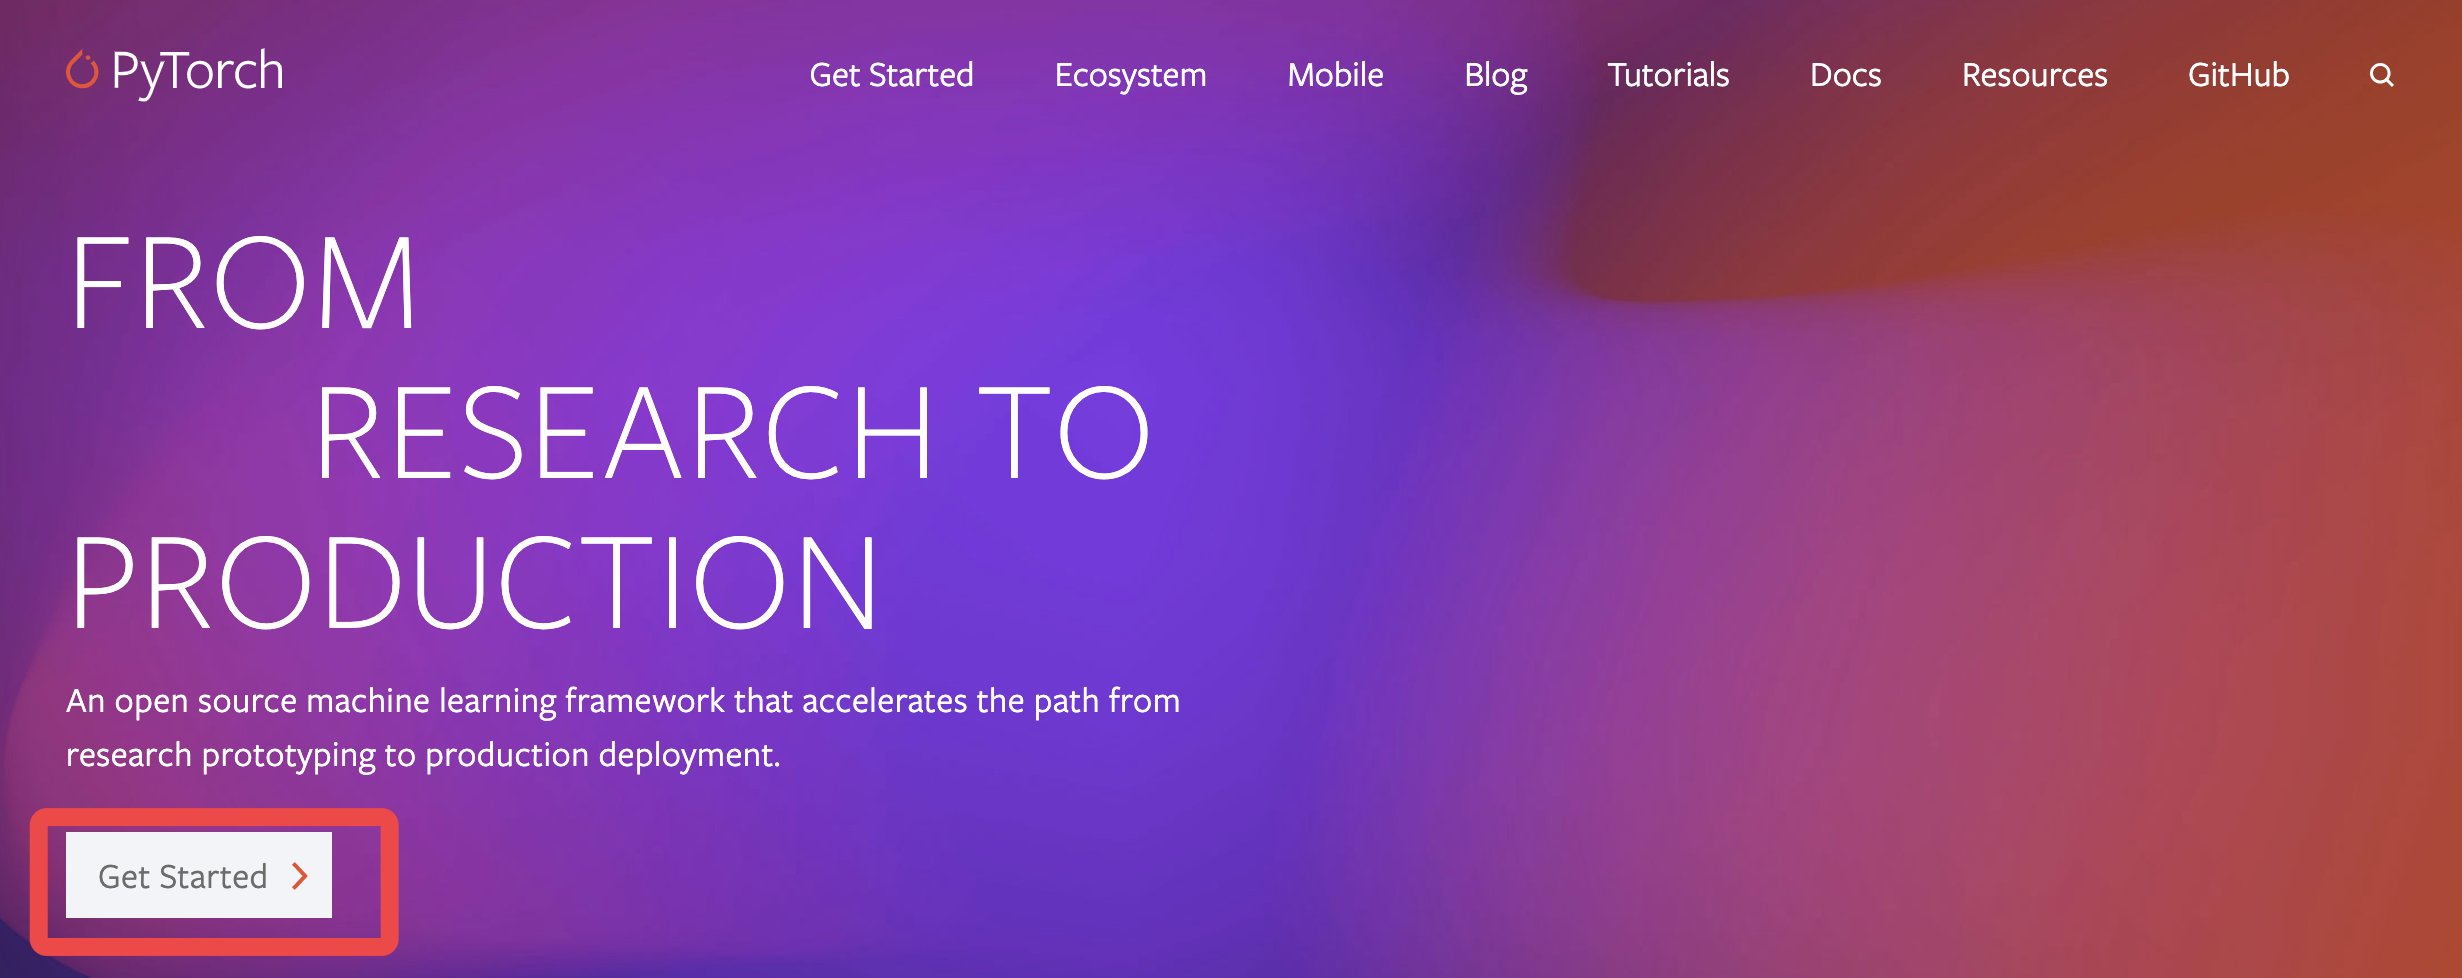 PyTorch
Get Started Ecosystem Mobile Blog Tutorials Docs Resources GitHub
FROM
RESEARCH TO
PRODUCTION
An open source machine learning framework that accelerates the path from
research prototyping to production deployment.
Get Started